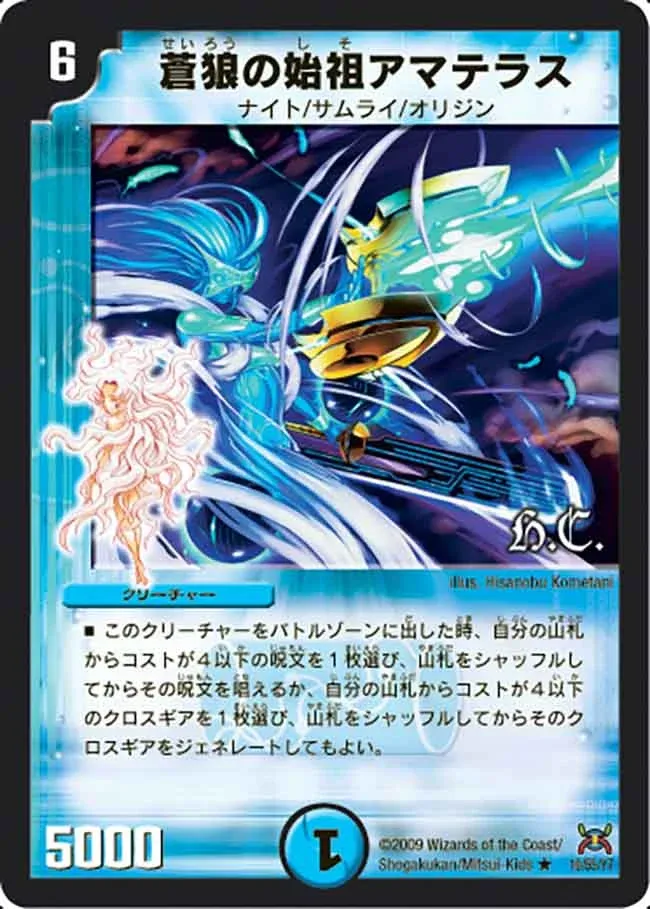 6
せいろう しそ
蒼狼の始祖アマテラス
ナイト/サムライ/オリジン
H.C.
illus. Hisanobu Kometani
クリーチャー
■ このクリーチャーをバトルゾーンに出した時、自分の山札
からコストが4以下の呪文を1枚選び、山札をシャッフルし
てからその呪文を唱えるか、自分の山札からコストが4以下
のクロスギアを1枚選び、山札をシャッフルしてからそのク
ロスギアをジェネレートしてもよい。
5000
1
©2009 Wizards of the Coast/
Shogakukan/Mitsui-Kids ★